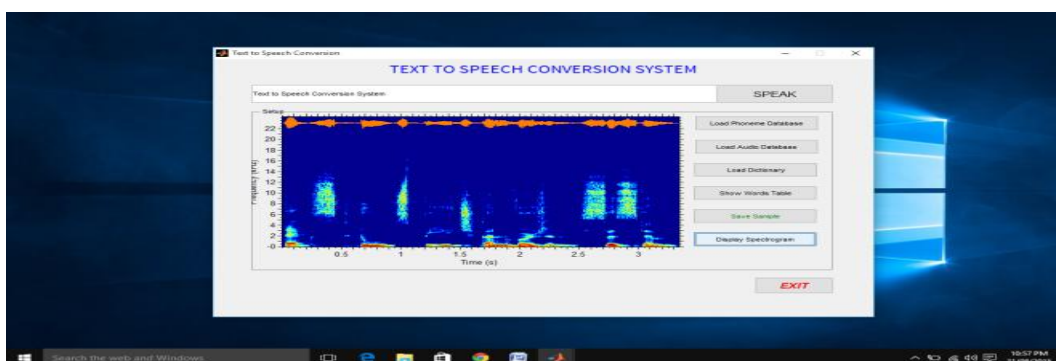 Text to Speech Conversion
TEXT TO SPEECH CONVERSION SYSTEM
Text to Speech Conversion System
SPEAK
Setup
Frequency (kHz)
22
20
18
16
14
12
10
8
6
4
2
-0
0.5 1 1.5 2 2.5 3
Time (s)
Load Phoneme Database
Load Audio Database
Load Dictionary
Show Words Table
Save Sample
Display Spectrogram
EXIT
Search the web and Windows
10:57 PM